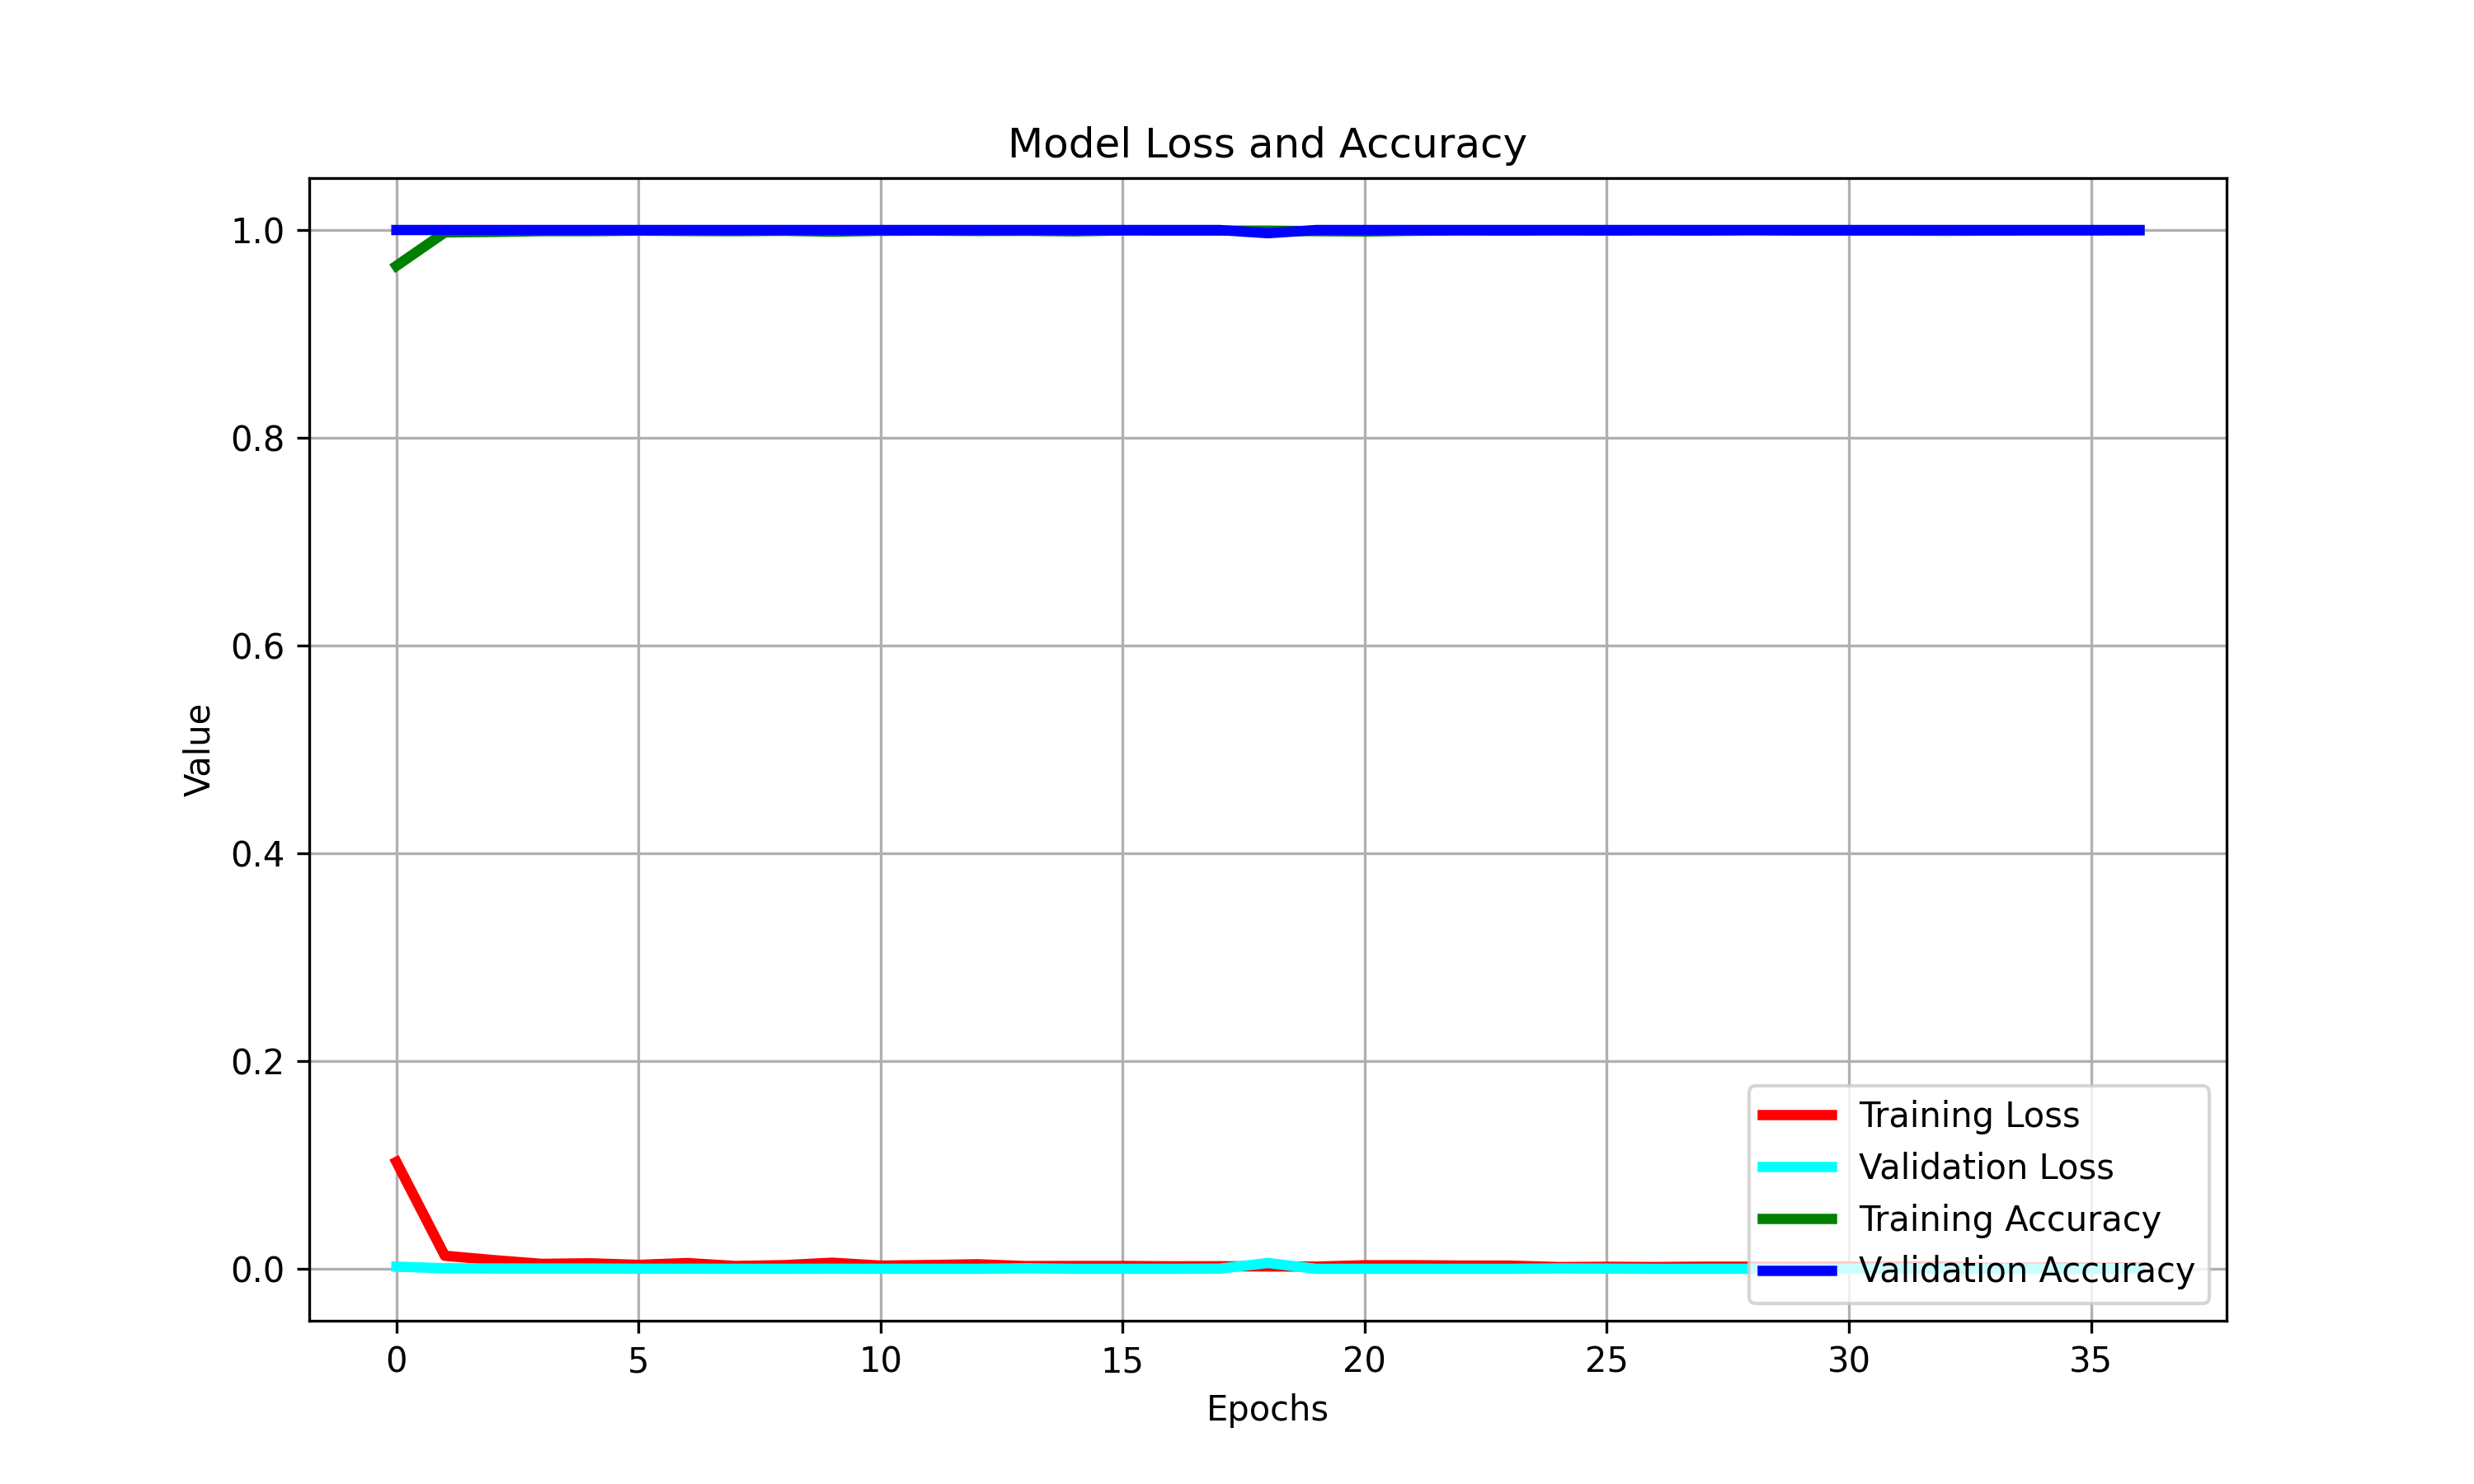 Model Loss and Accuracy
1.0
0.8
0.6
0.4
0.2
0.0
Value
0 5 10 15 20 25 30 35
Epochs
Training Loss
Validation Loss
Training Accuracy
Validation Accuracy